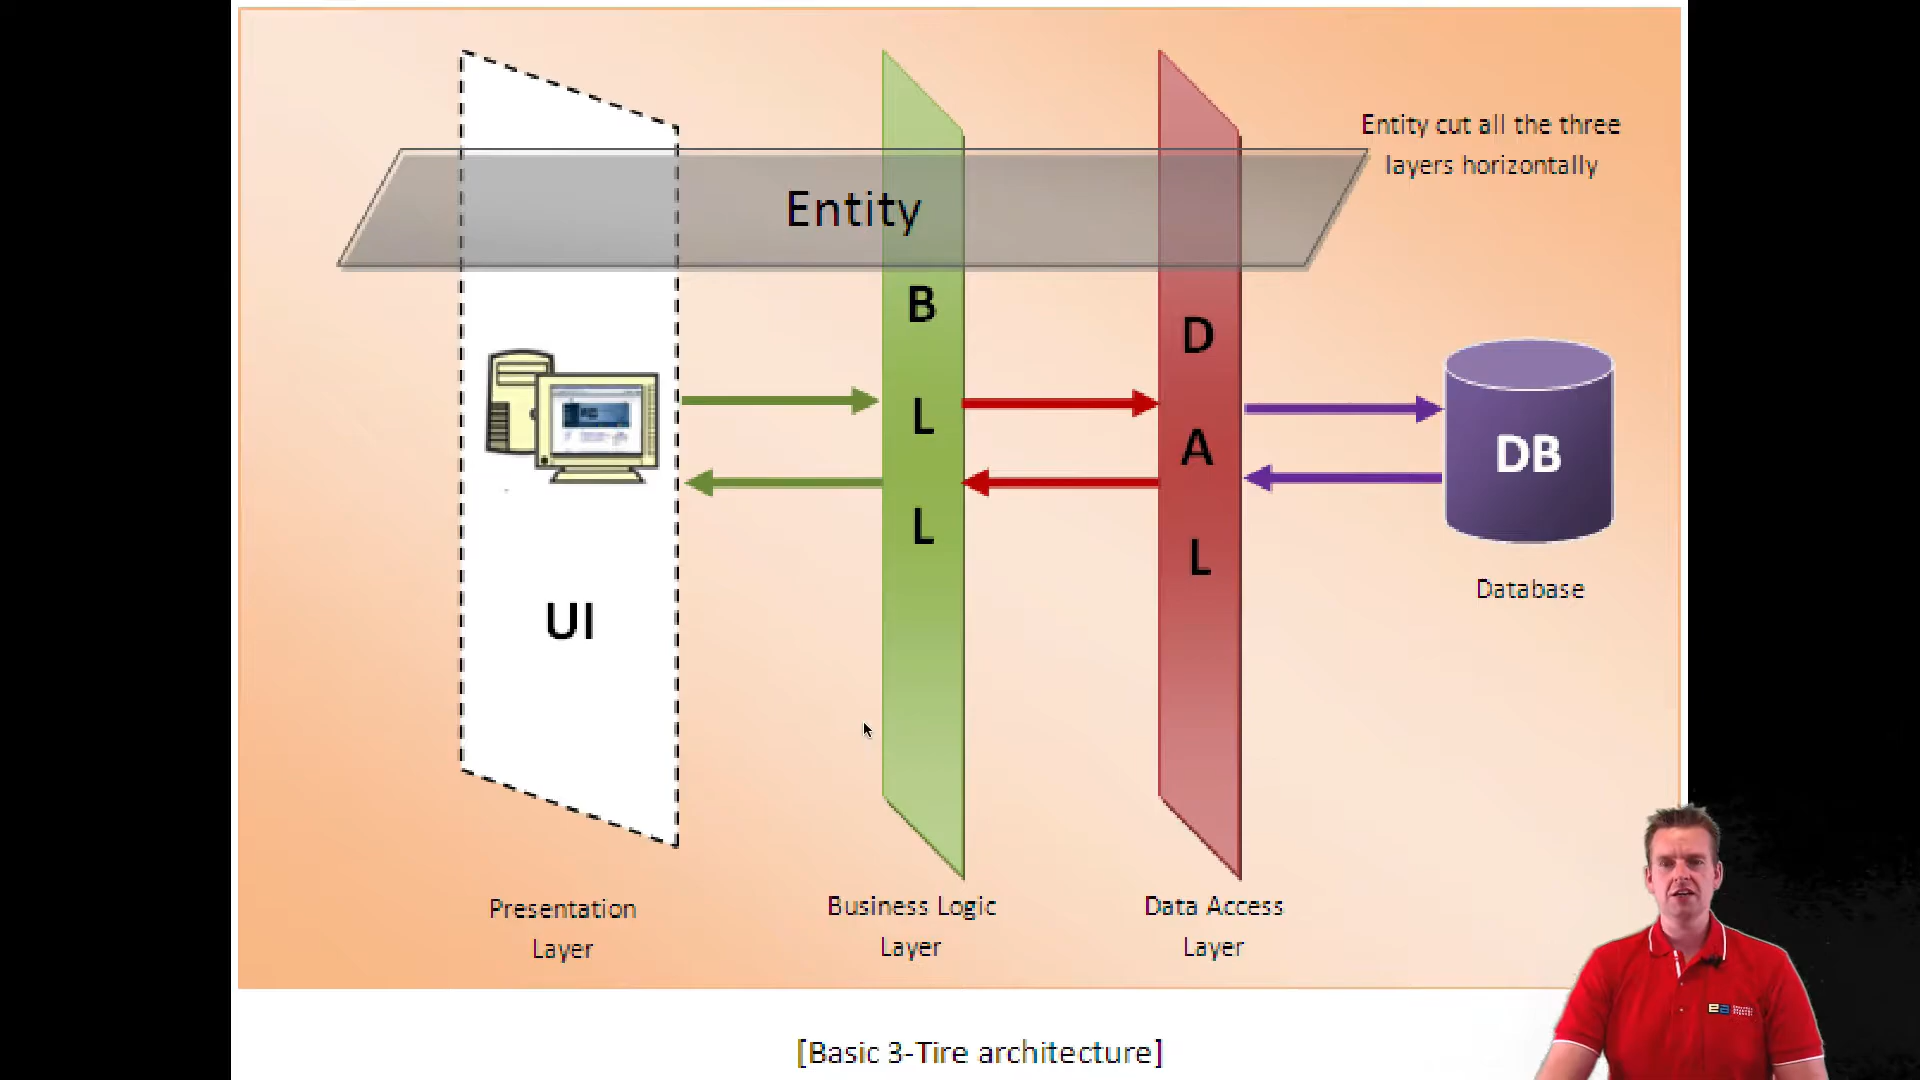 Entity cut all the three
layers horizontally
Entity
B
L
L
D
A
L
DB
Database
UI
Presentation
Layer
Business Logic
Layer
Data Access
Layer
[Basic 3-Tire architecture]
ea